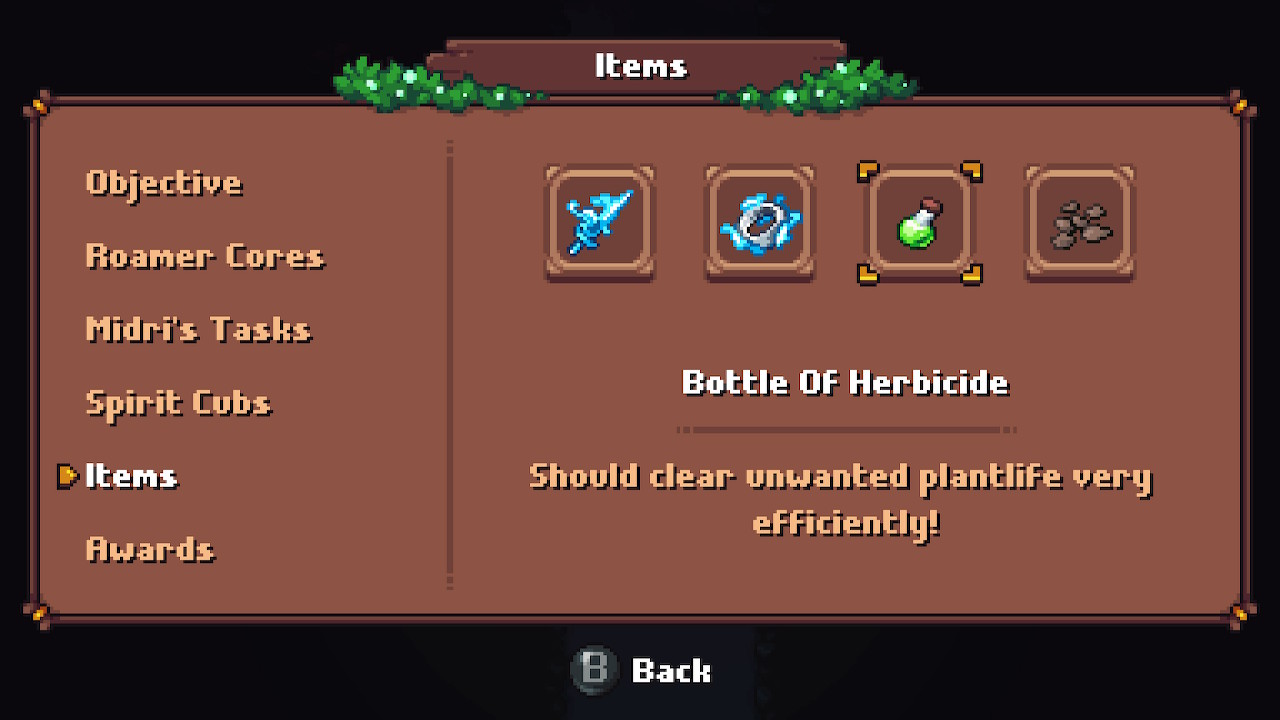 Items
Objective
Roamer Cores
Midri's Tasks
Spirit Cubs
Items
Awards
Bottle Of Herbicide
Should clear unwanted plantlife very
efficiently!
B Back